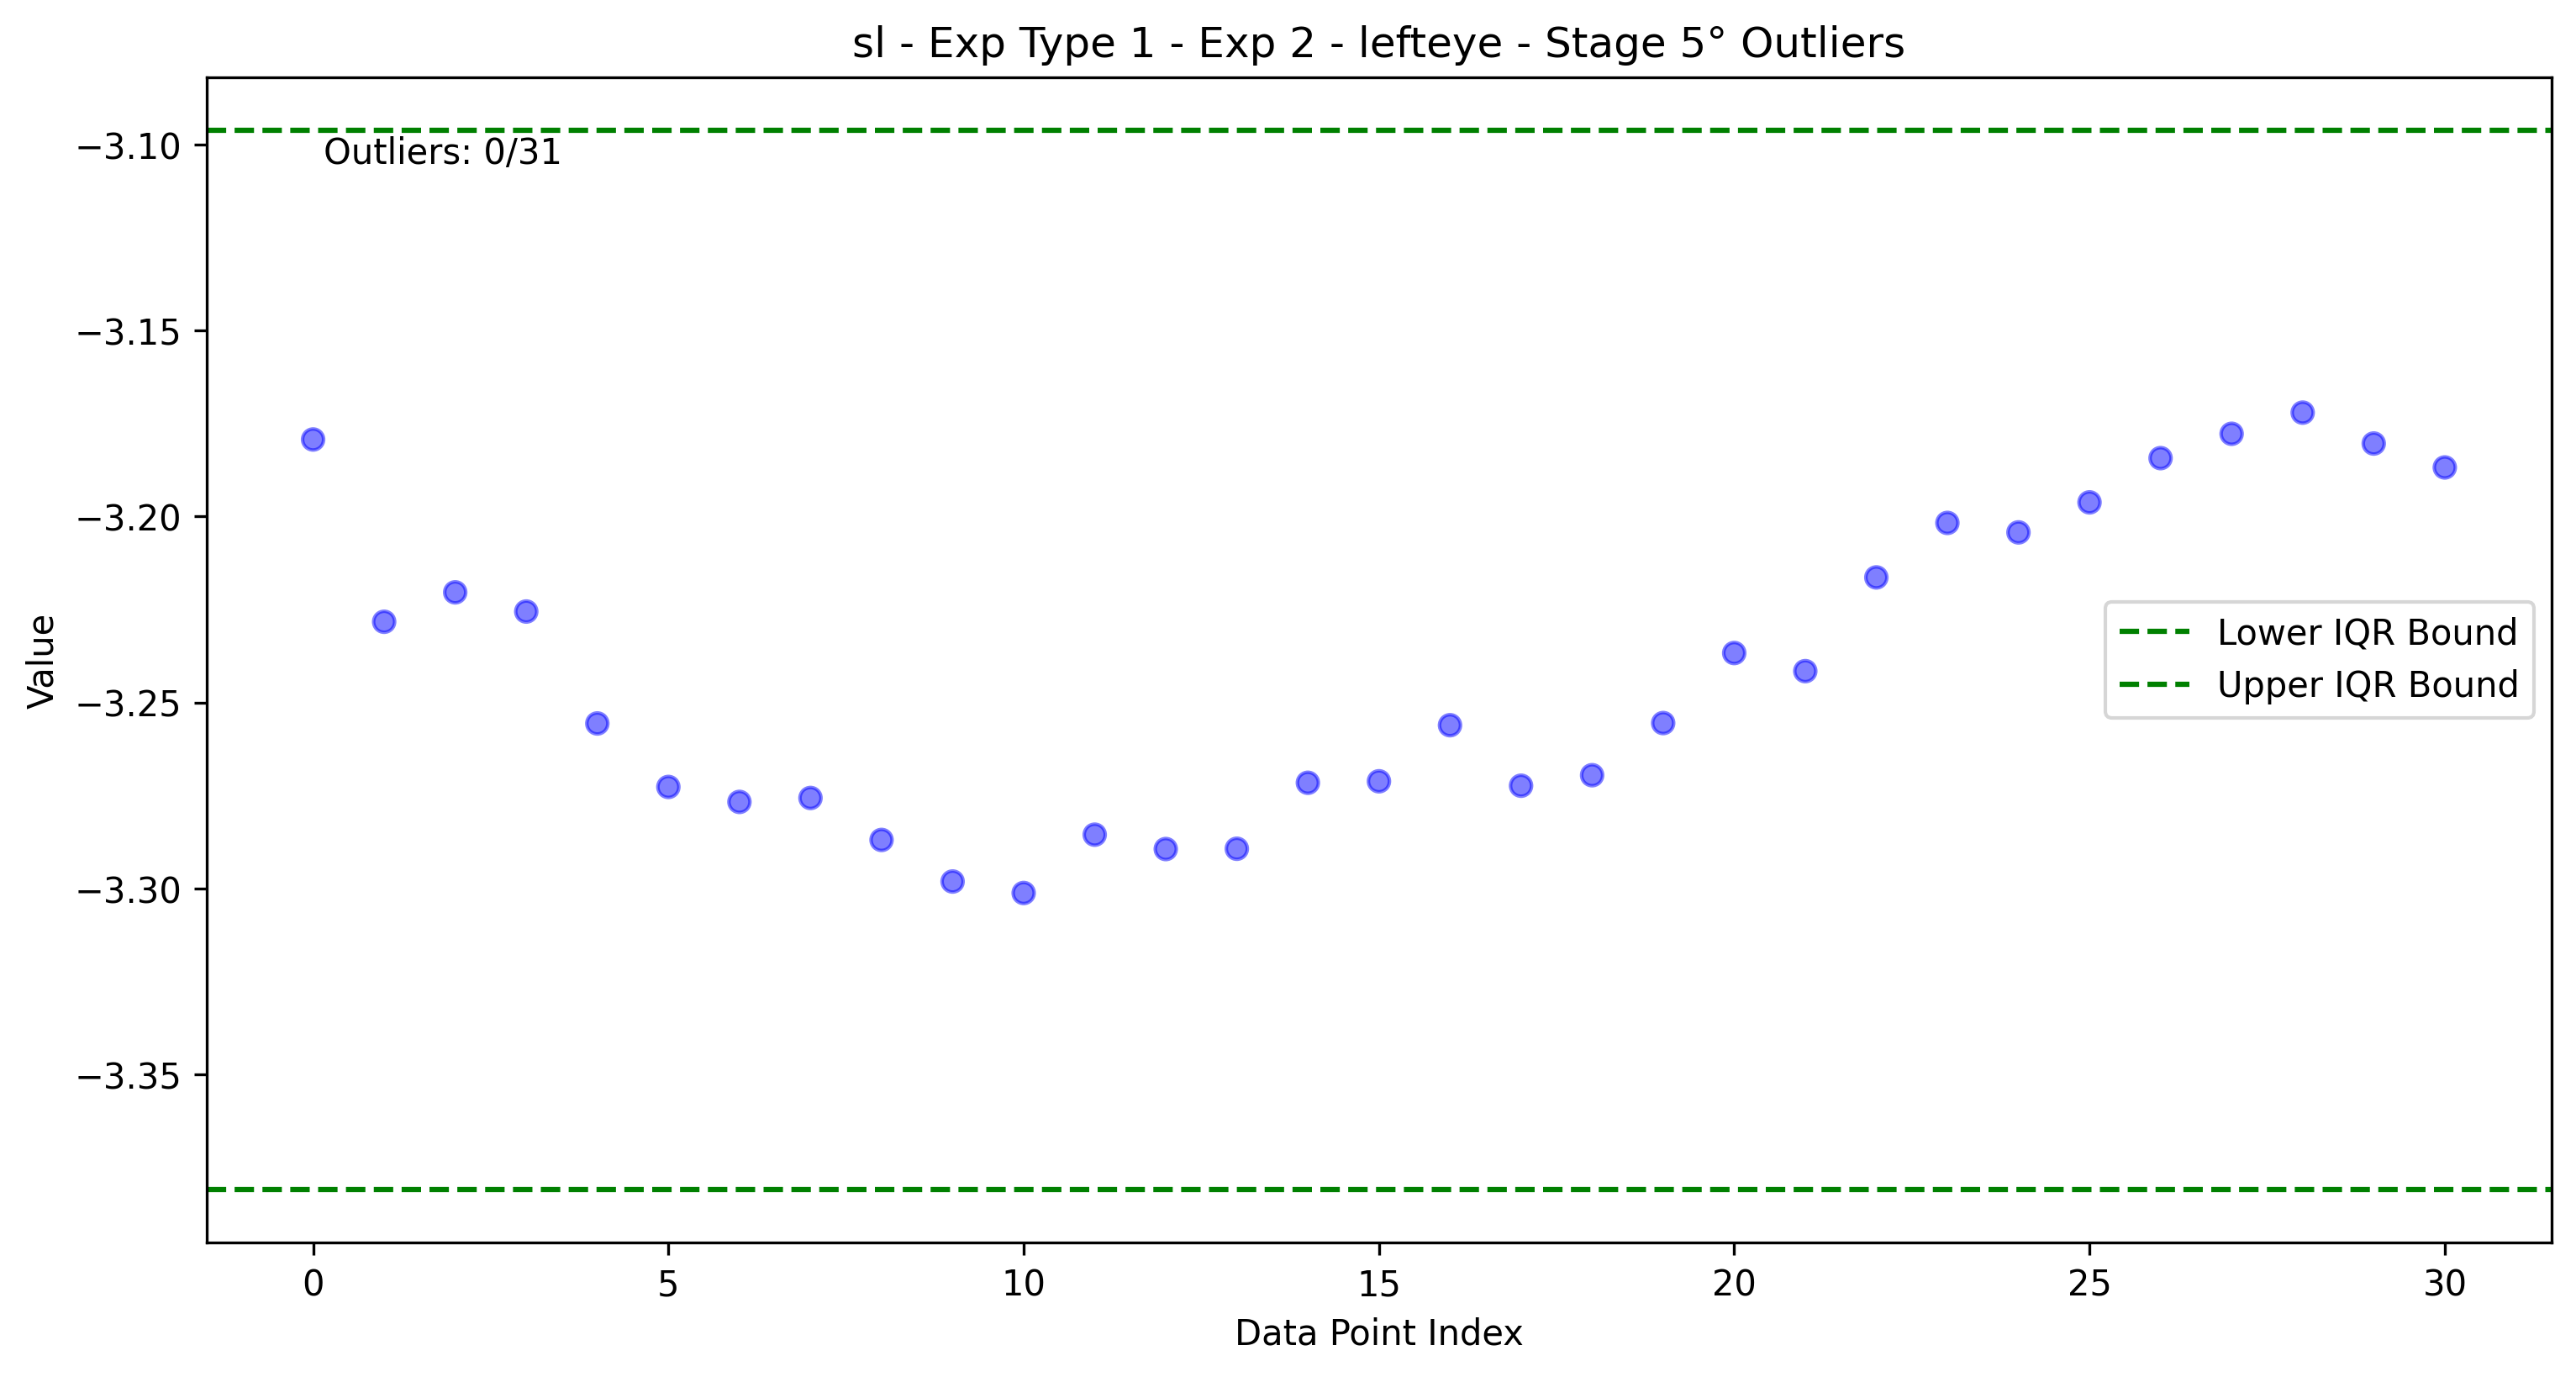 sl - Exp Type 1 - Exp 2 - lefteye - Stage 5° Outliers
Outliers: 0/31
Value
−3.10
−3.15
−3.20
−3.25
−3.30
−3.35
Lower IQR Bound
Upper IQR Bound
0 5 10 15 20 25 30
Data Point Index